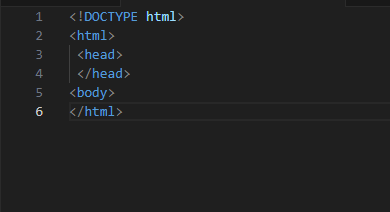 1 <!DOCTYPE html>
2 <html>
3 <head>
4 </head>
5 <body>
6 </html>